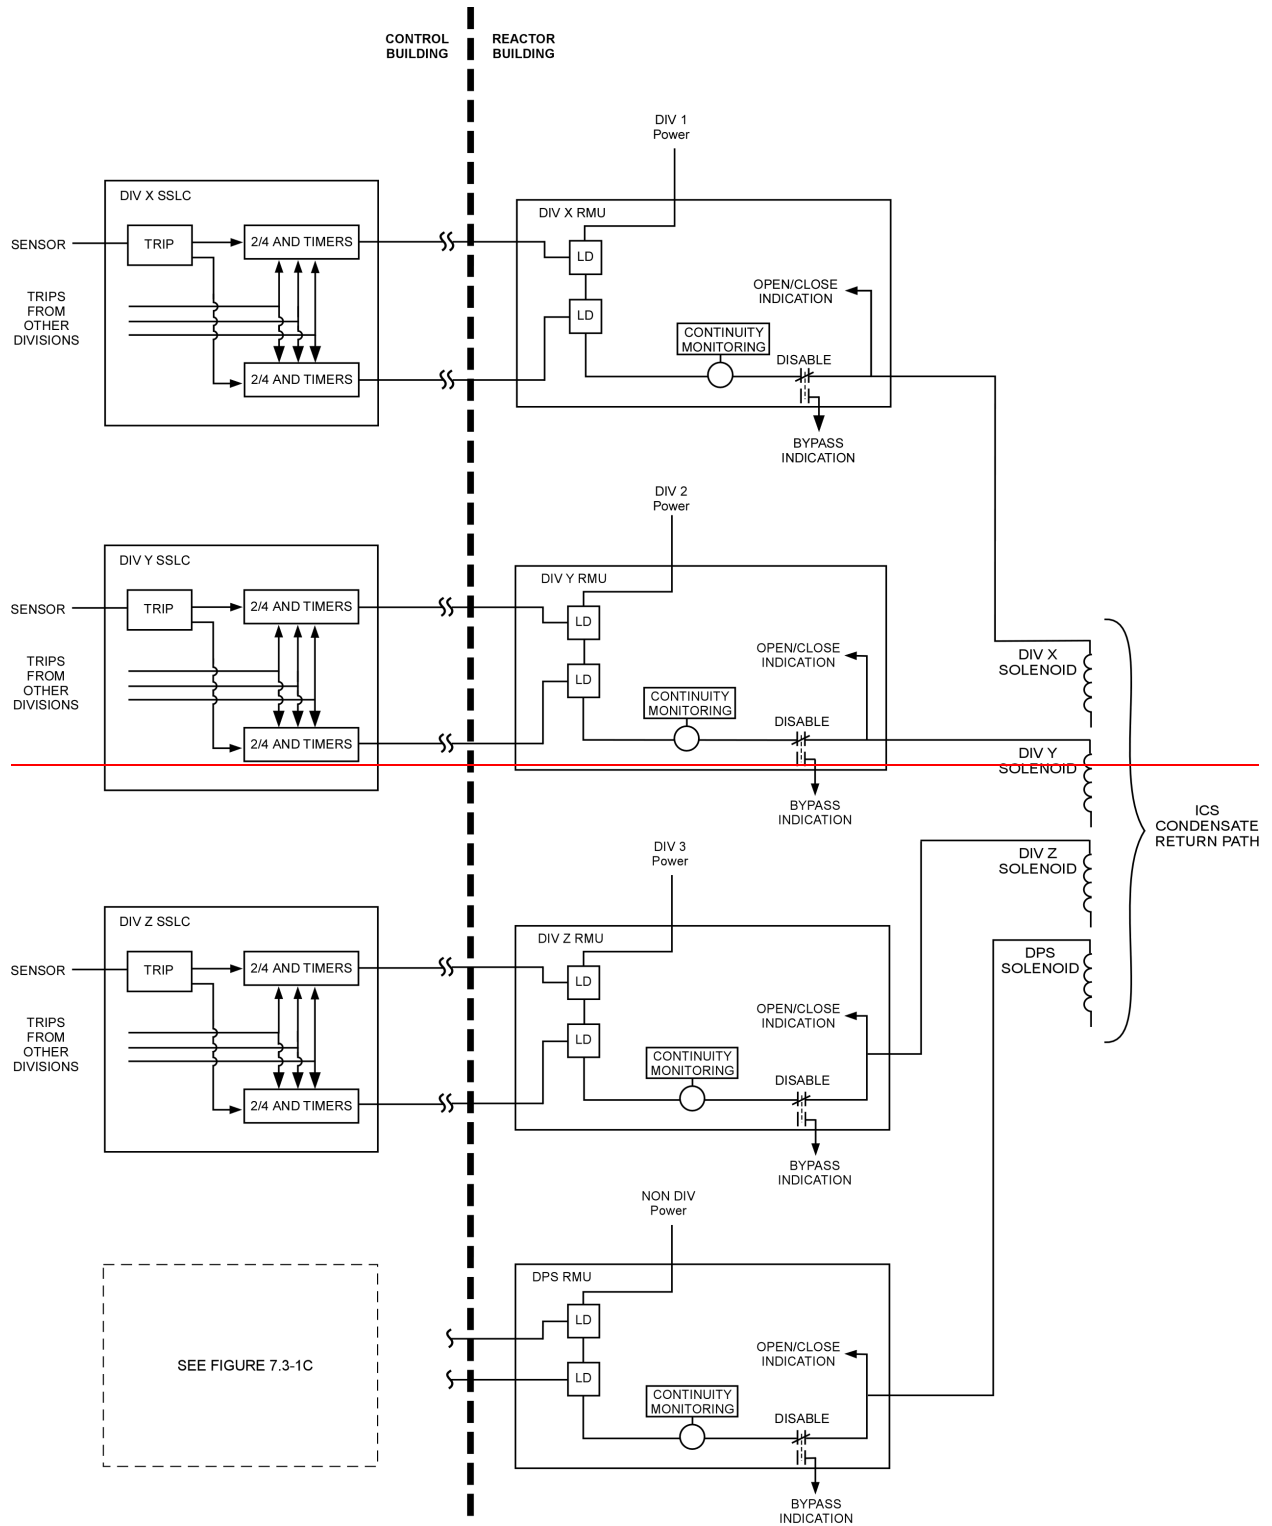 CONTROL
BUILDING
REACTOR
BUILDING
DIV 1
Power
DIV X SSLC
SENSOR
TRIP
2/4 AND TIMERS
TRIPS
FROM
OTHER
DIVISIONS
2/4 AND TIMERS
DIV X RMU
LD
LD
OPEN/CLOSE
INDICATION
CONTINUITY
MONITORING
DISABLE
BYPASS
INDICATION
DIV 2
Power
DIV Y SSLC
SENSOR
TRIP
2/4 AND TIMERS
TRIPS
FROM
OTHER
DIVISIONS
2/4 AND TIMERS
DIV Y RMU
LD
LD
OPEN/CLOSE
INDICATION
CONTINUITY
MONITORING
DISABLE
BYPASS
INDICATION
DIV X
SOLENOID
DIV Y
SOLENOID
DIV Z
SOLENOID
DPS
SOLENOID
ICS
CONDENSATE
RETURN PATH
DIV 3
Power
DIV Z SSLC
SENSOR
TRIP
2/4 AND TIMERS
TRIPS
FROM
OTHER
DIVISIONS
2/4 AND TIMERS
DIV Z RMU
LD
LD
OPEN/CLOSE
INDICATION
CONTINUITY
MONITORING
DISABLE
BYPASS
INDICATION
NON DIV
Power
SEE FIGURE 7.3-1C
DPS RMU
LD
LD
OPEN/CLOSE
INDICATION
CONTINUITY
MONITORING
DISABLE
BYPASS
INDICATION